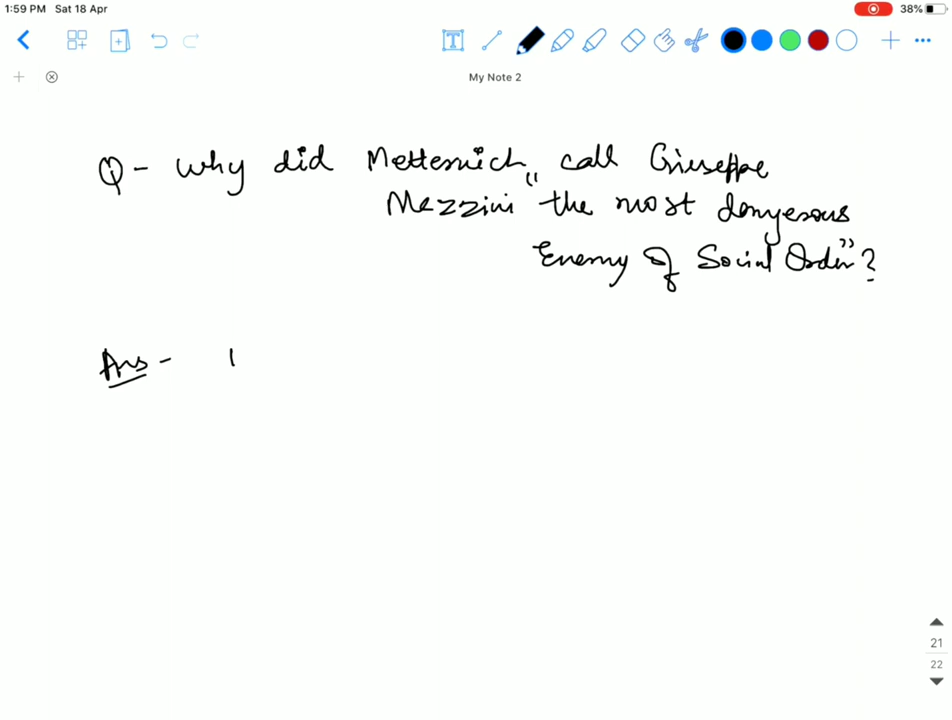 1:59 PM Sat 18 Apr 38%
T
My Note 2
Q - Why did Metternich call Giuseppe
Mezzini "the most dangerous
Enemy of Social Order"?
Ans - 1
21
22